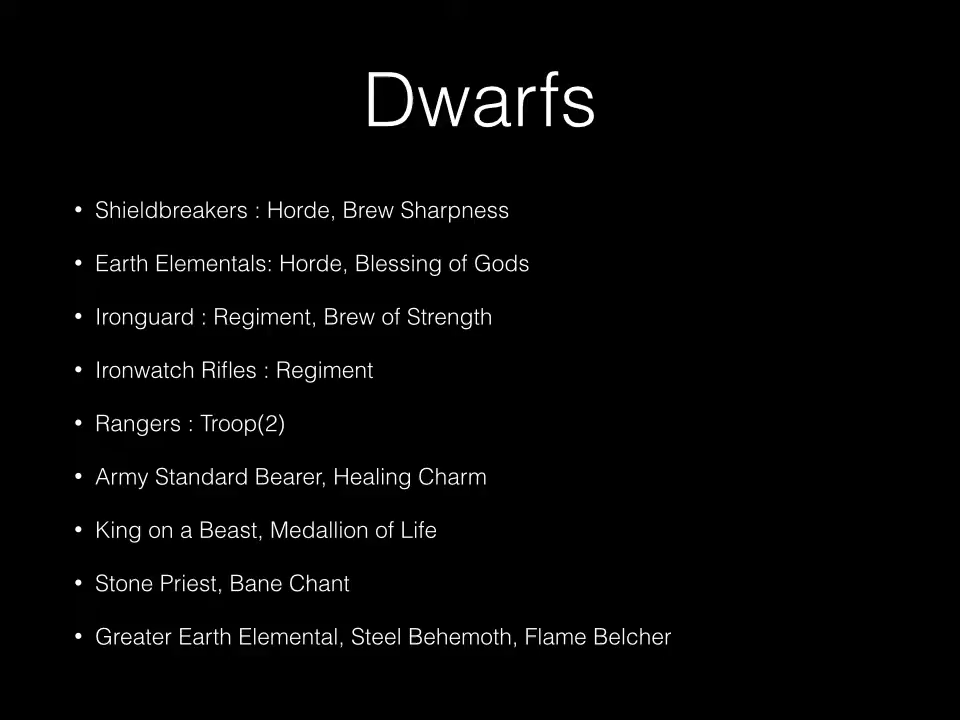 Dwarfs
• Shieldbreakers : Horde, Brew Sharpness
• Earth Elementals: Horde, Blessing of Gods
• Ironguard : Regiment, Brew of Strength
• Ironwatch Rifles : Regiment
• Rangers : Troop(2)
• Army Standard Bearer, Healing Charm
• King on a Beast, Medallion of Life
• Stone Priest, Bane Chant
• Greater Earth Elemental, Steel Behemoth, Flame Belcher